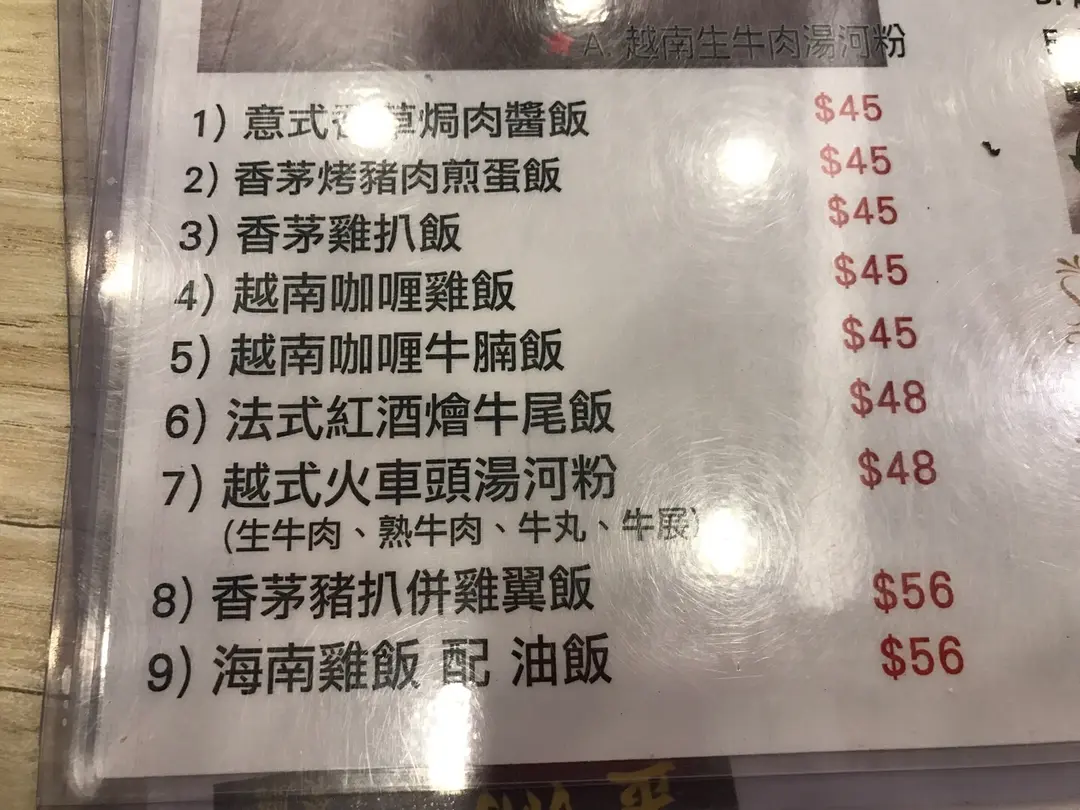 ★ A. 越南生牛肉湯河粉
1) 意式香草焗肉醬飯 $45
2) 香茅烤豬肉煎蛋飯 $45
3) 香茅雞扒飯 $45
4) 越南咖喱雞飯 $45
5) 越南咖喱牛腩飯 $45
6) 法式紅酒燴牛尾飯 $48
7) 越式火車頭湯河粉 $48
(生牛肉、熟牛肉、牛丸、牛展)
8) 香茅豬扒併雞翼飯 $56
9) 海南雞飯 配 油飯 $56